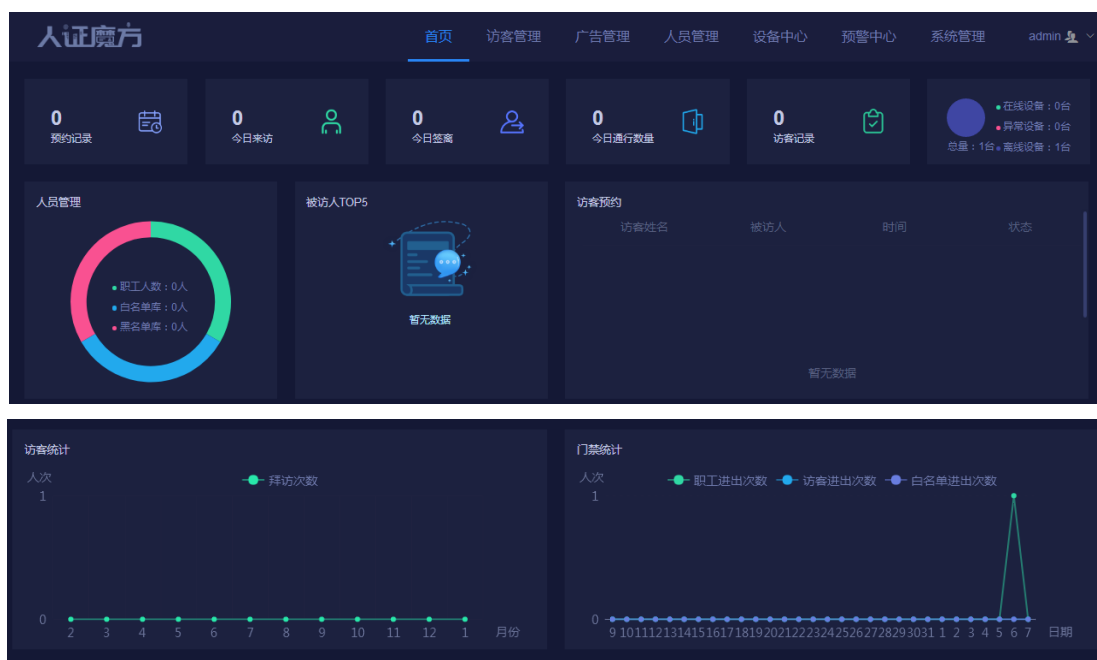 人证魔方
首页 访客管理 广告管理 人员管理 设备中心 预警中心 系统管理 admin
0
预约记录
0
今日来访
0
今日签离
0
今日通行数量
0
访客记录
在线设备：0台
异常设备：0台
总量：1台 离线设备：1台
人员管理
职工人数：0人
白名单库：0人
黑名单库：0人
被访人TOP5
暂无数据
访客预约
访客姓名 被访人 时间 状态
暂无数据
访客统计
人次
拜访次数
1
0
2 3 4 5 6 7 8 9 10 11 12 1 月份
门禁统计
人次
职工进出次数 访客进出次数 白名单进出次数
1
0
9 10 11 12 13 14 15 16 17 18 19 20 21 22 23 24 25 26 27 28 29 30 31 1 2 3 4 5 6 7 日期